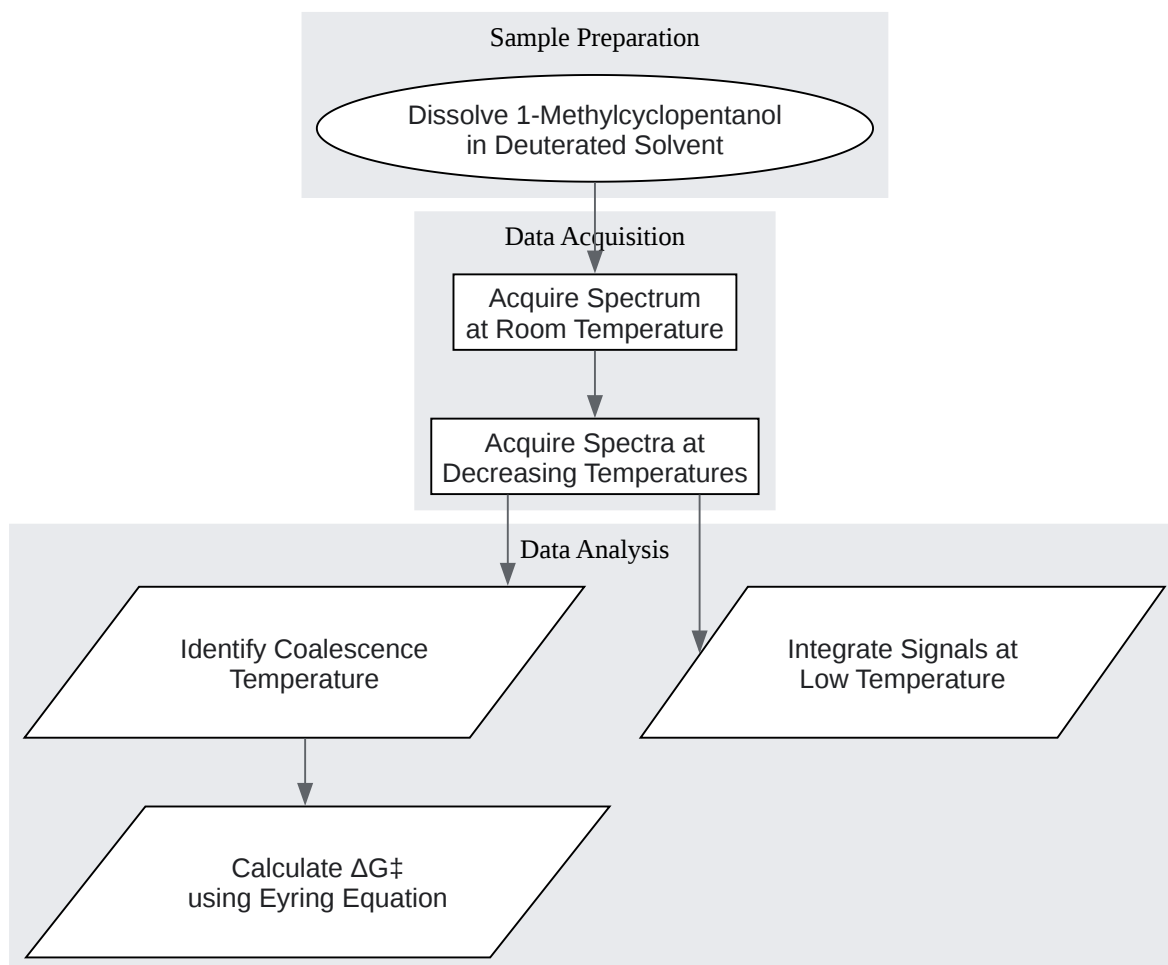 Sample Preparation
Dissolve 1-Methylcyclopentanol
in Deuterated Solvent
Data Acquisition
Acquire Spectrum
at Room Temperature
Acquire Spectra at
Decreasing Temperatures
Data Analysis
Identify Coalescence
Temperature
Integrate Signals at
Low Temperature
Calculate ΔG‡
using Eyring Equation